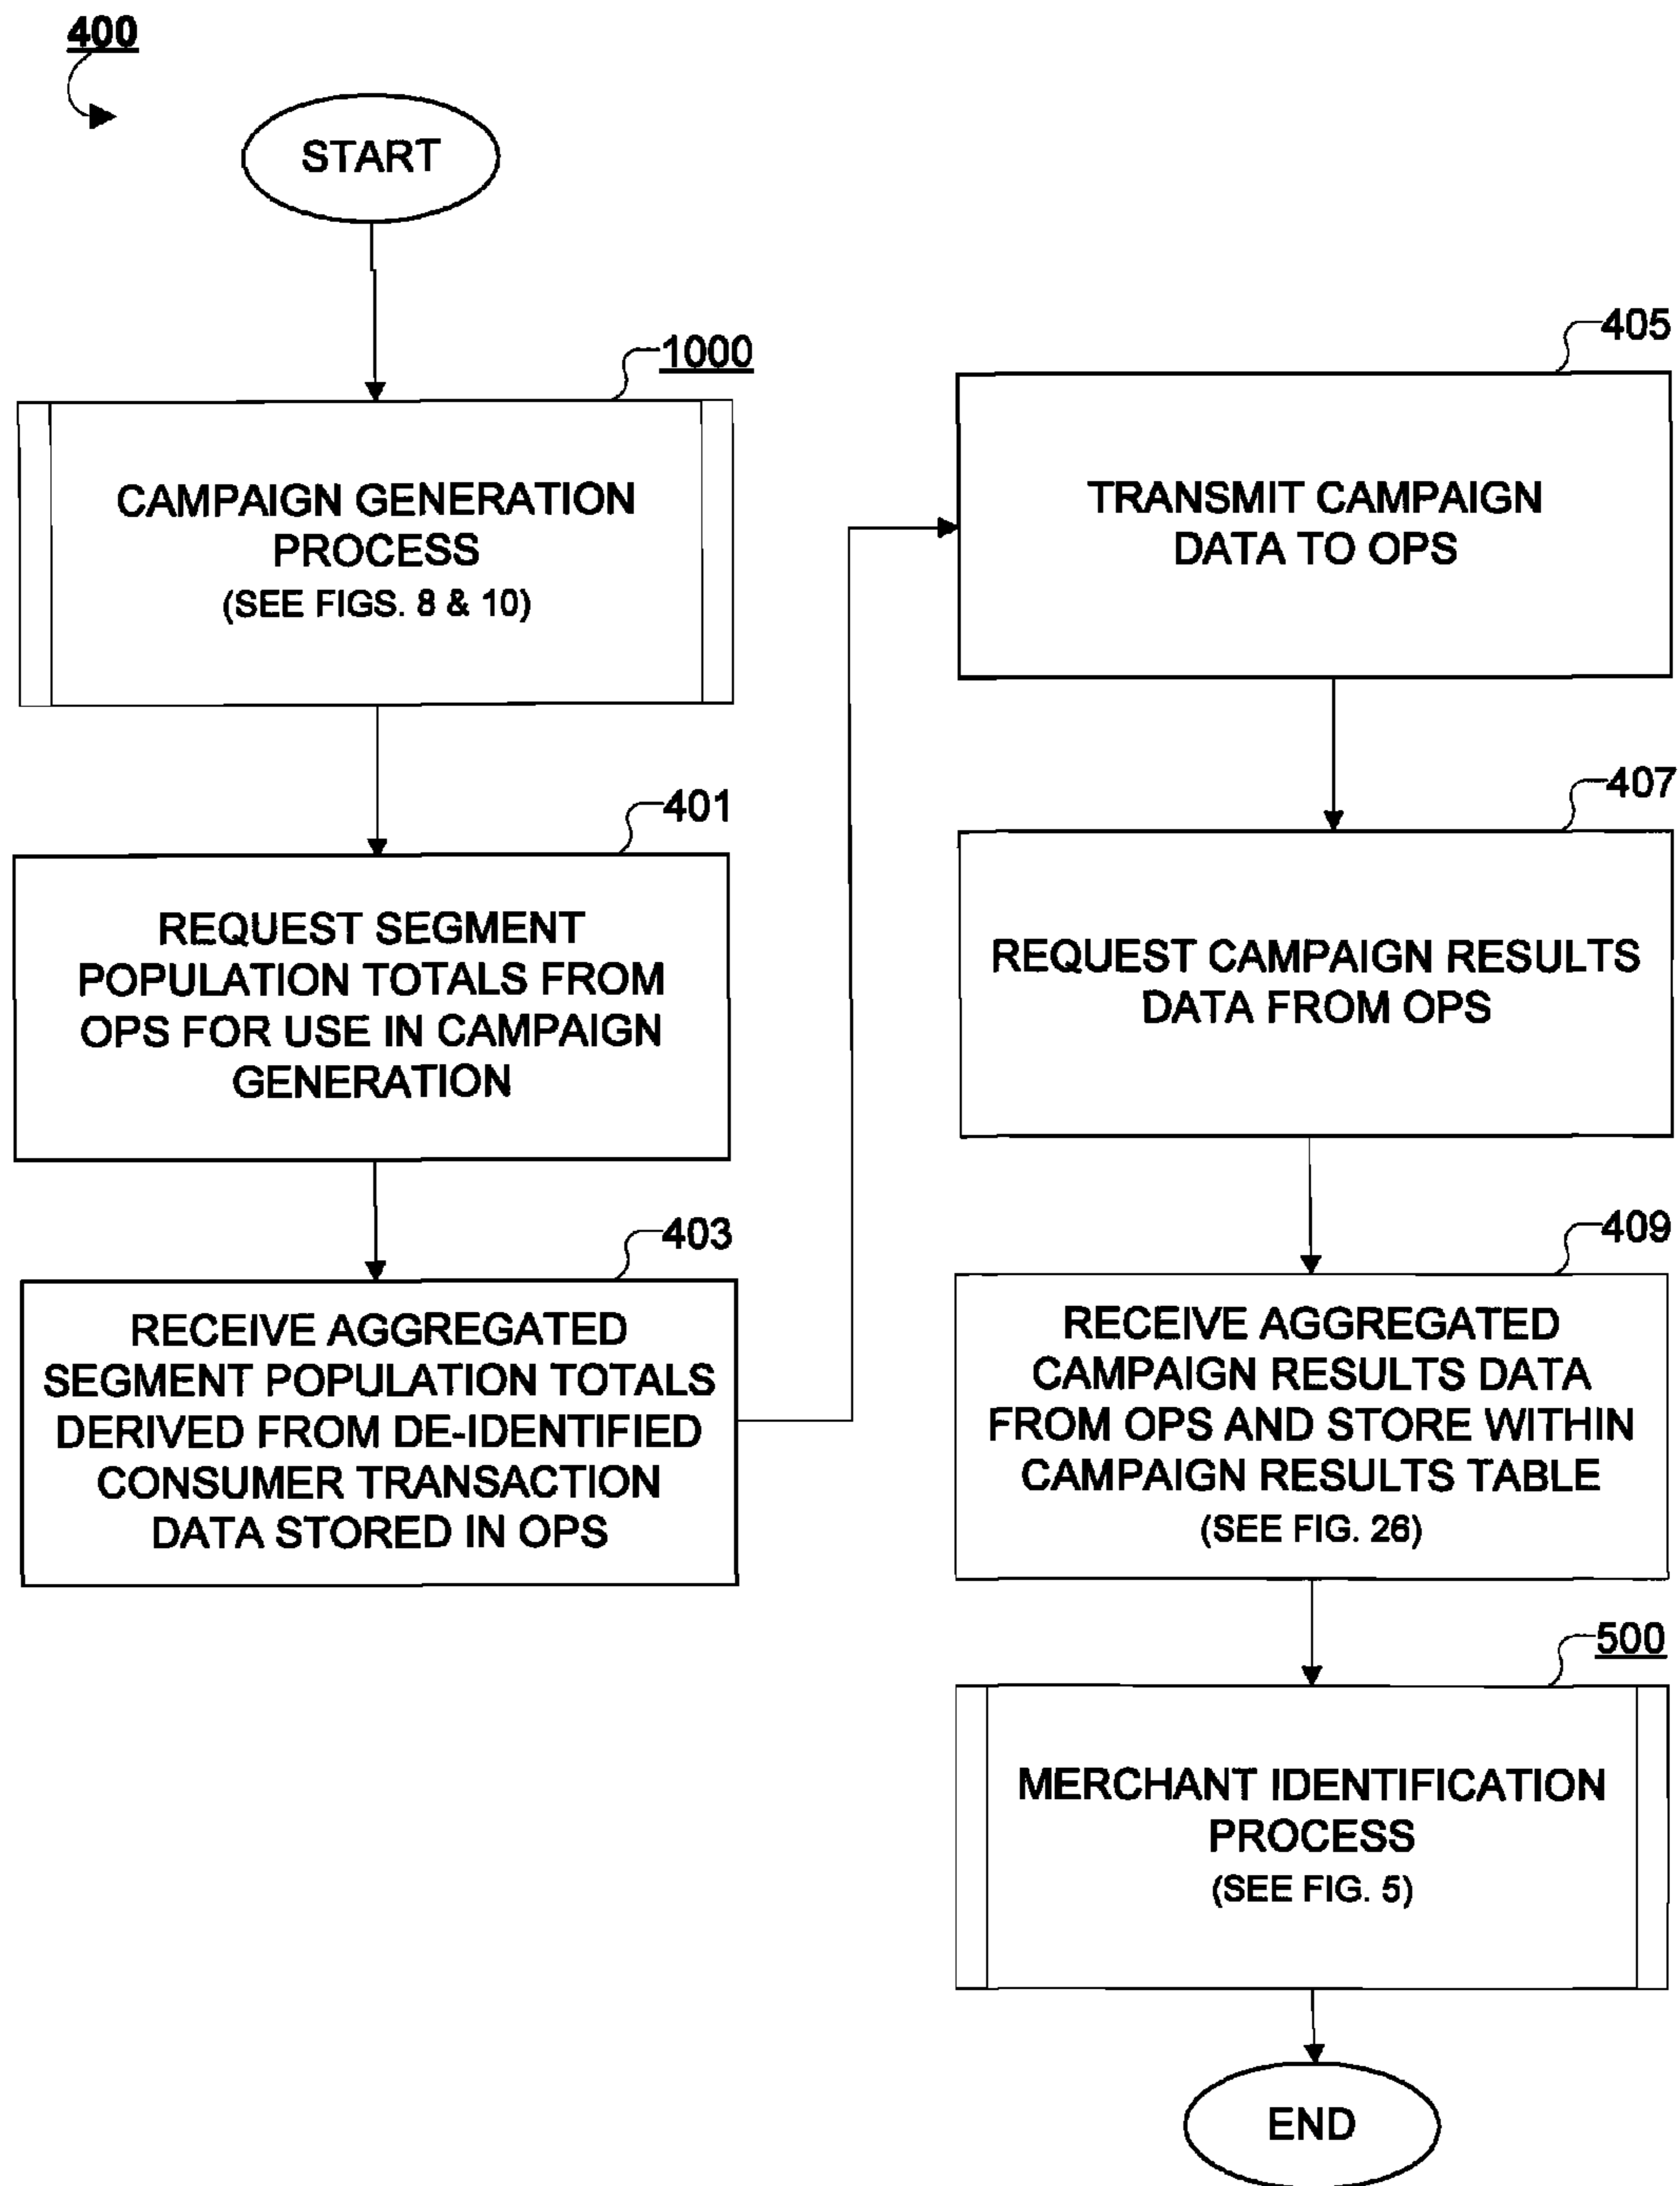 400
START
1000
CAMPAIGN GENERATION
PROCESS
(SEE FIGS. 8 & 10)
401
REQUEST SEGMENT
POPULATION TOTALS FROM
OPS FOR USE IN CAMPAIGN
GENERATION
403
RECEIVE AGGREGATED
SEGMENT POPULATION TOTALS
DERIVED FROM DE-IDENTIFIED
CONSUMER TRANSACTION
DATA STORED IN OPS
405
TRANSMIT CAMPAIGN
DATA TO OPS
407
REQUEST CAMPAIGN RESULTS
DATA FROM OPS
409
RECEIVE AGGREGATED
CAMPAIGN RESULTS DATA
FROM OPS AND STORE WITHIN
CAMPAIGN RESULTS TABLE
(SEE FIG. 26)
500
MERCHANT IDENTIFICATION
PROCESS
(SEE FIG. 5)
END